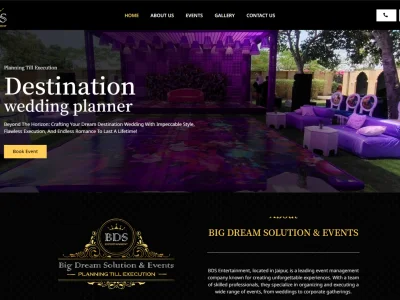 BDS
HOME
ABOUT US
EVENTS
GALLERY
CONTACT US
Planning Till Execution
Destination
wedding planner
Beyond The Horizon: Crafting Your Dream Destination Wedding With Impeccable Style,
Flawless Execution, And Endless Romance To Last A Lifetime!
Book Event
BDS
Big Dream Solution & Events
PLANNING TILL EXECUTION
About
BIG DREAM SOLUTION & EVENTS
BDS Entertainment, located in Jaipur, is a leading event management
company known for creating unforgettable experiences. With a team
of skilled professionals, they specialize in organizing and executing a
wide range of events, from weddings to corporate gatherings.